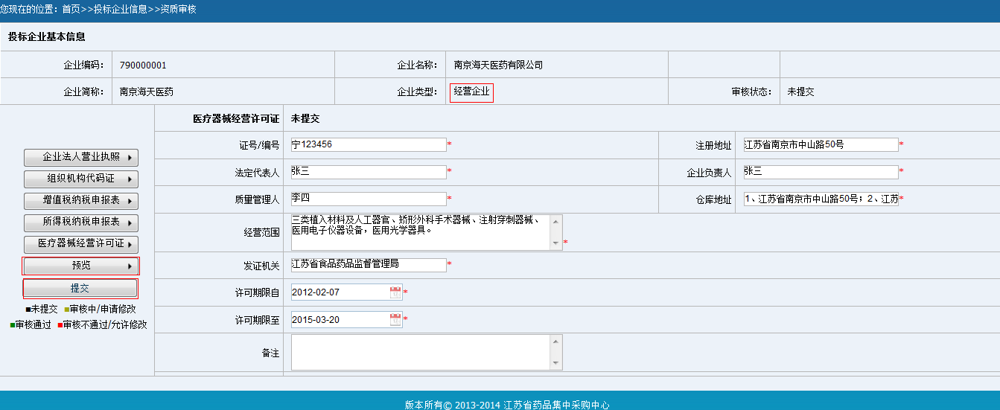 您现在的位置：首页>>投标企业信息>>资质审核
投标企业基本信息
企业编码： 790000001 企业名称： 南京海天医药有限公司
企业简称： 南京海天医药 企业类型： 经营企业 审核状态： 未提交
医疗器械经营许可证 未提交
证号/编号 宁123456 * 注册地址 江苏省南京市中山路50号 *
法定代表人 张三 * 企业负责人 张三 *
质量管理人 李四 * 仓库地址 1、江苏省南京市中山路50号；2、江苏 *
经营范围 三类植入材料及人工器官、矫形外科手术器械、注射穿刺器械、
医用电子仪器设备，医用光学器具。 *
发证机关 江苏省食品药品监督管理局 *
许可期限自 2012-02-07 *
许可期限至 2015-03-20 *
备注
企业法人营业执照
组织机构代码证
增值税纳税申报表
所得税纳税申报表
医疗器械经营许可证
预览
提交
■未提交 ■审核中/申请修改
■审核通过 ■审核不通过/允许修改
版本所有© 2013-2014 江苏省药品集中采购中心